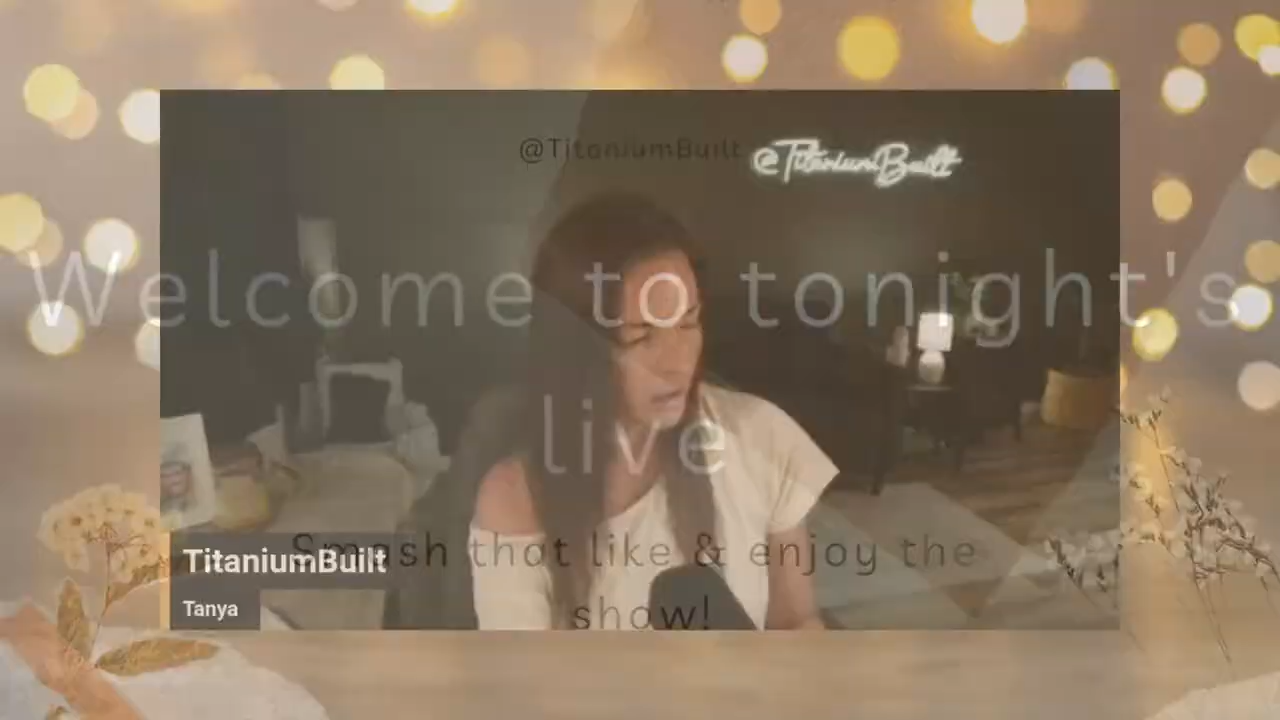 @TitaniumBuilt
@TitaniumBuilt
Welcome to tonight's
live
Smash that like & enjoy the
show!
TitaniumBuilt
Tanya